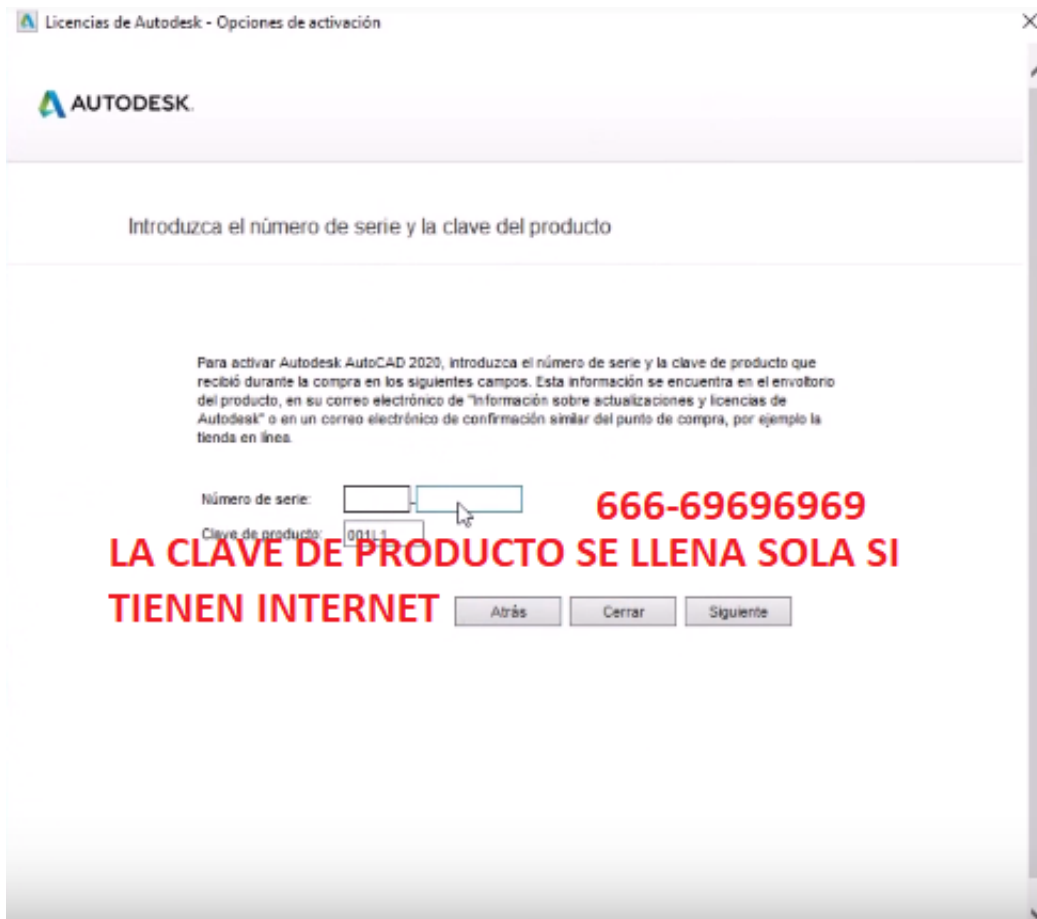 Licencias de Autodesk - Opciones de activación
AUTODESK.
Introduzca el número de serie y la clave del producto
Para activar Autodesk AutoCAD 2020, introduzca el número de serie y la clave de producto que
recibió durante la compra en los siguientes campos. Esta información se encuentra en el envoltorio
del producto, en su correo electrónico de "Información sobre actualizaciones y licencias de
Autodesk" o en un correo electrónico de confirmación similar del punto de compra, por ejemplo la
tienda en línea.
Número de serie: -
666-69696969
Clave de producto: 001L1
LA CLAVE DE PRODUCTO SE LLENA SOLA SI
TIENEN INTERNET
Atrás Cerrar Siguiente